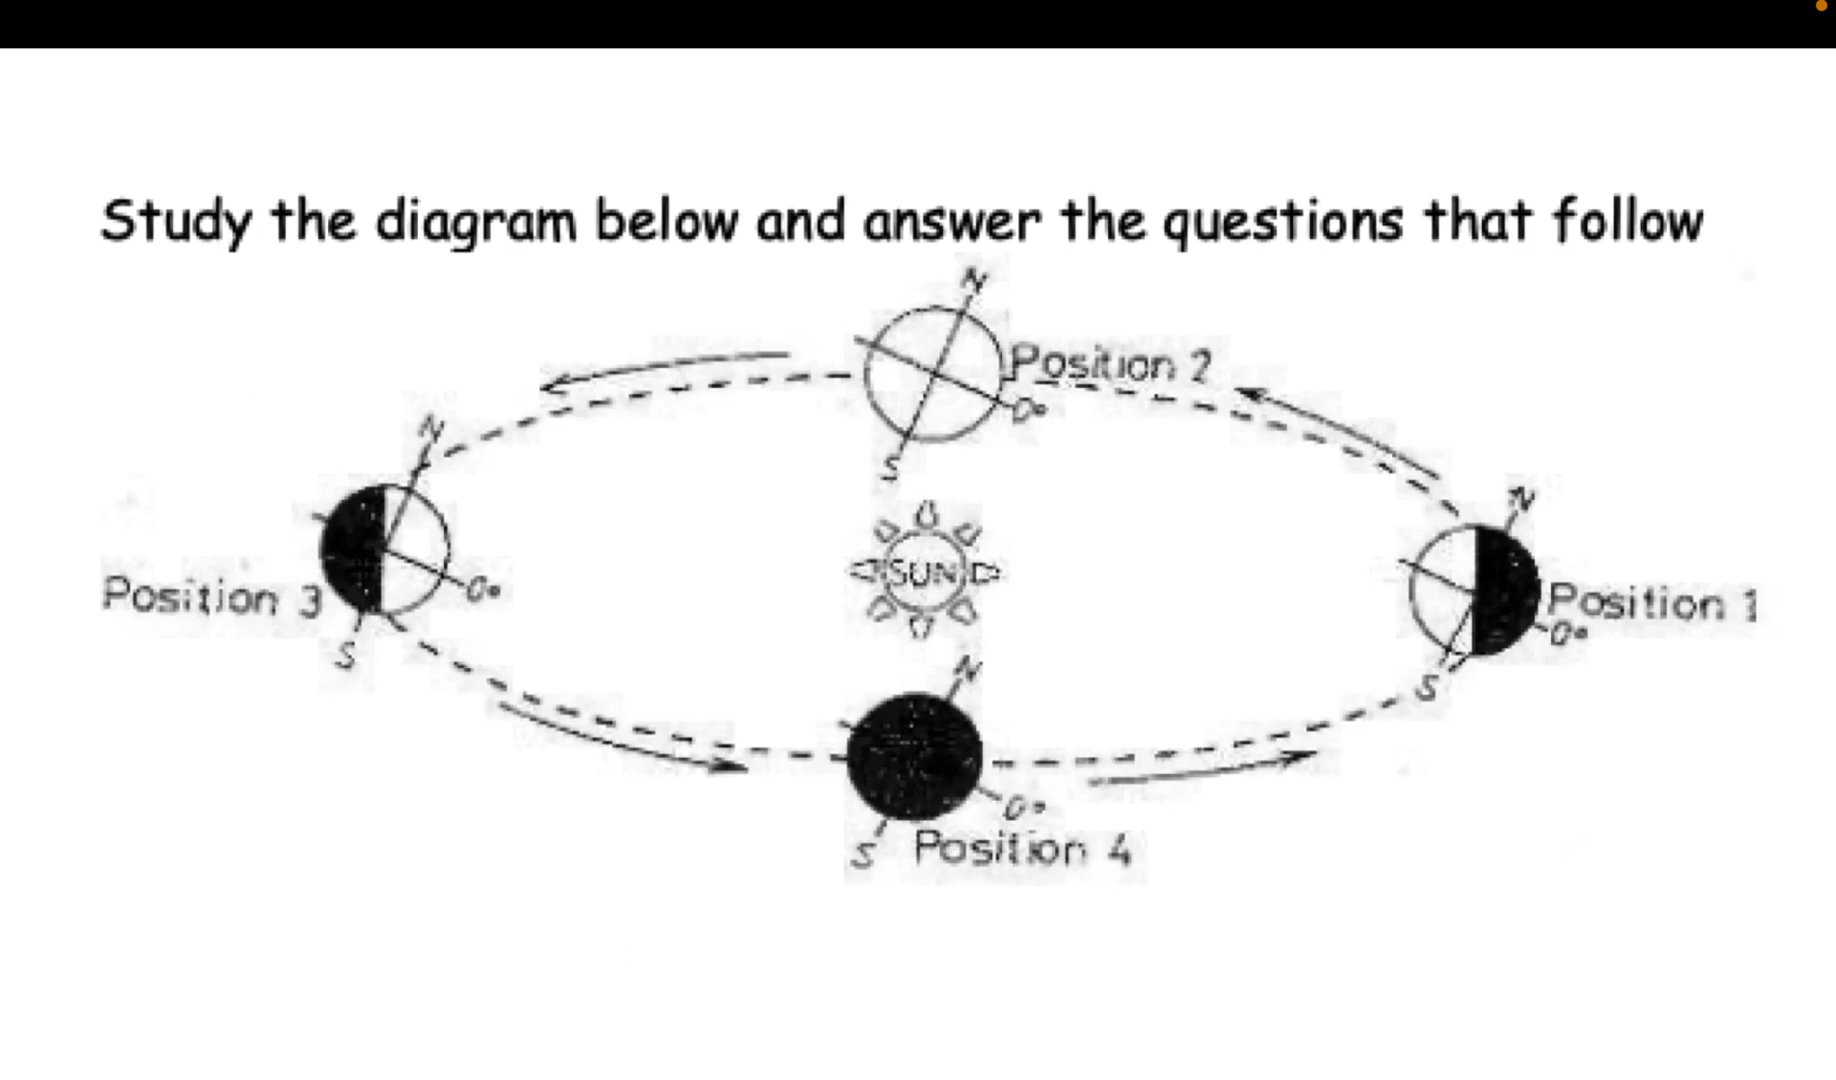 Study the diagram below and answer the questions that follow
N
Position 2
0°
S
N
0°
Position 3
S
SUN
N
Position 1
0°
S
N
0°
S Position 4